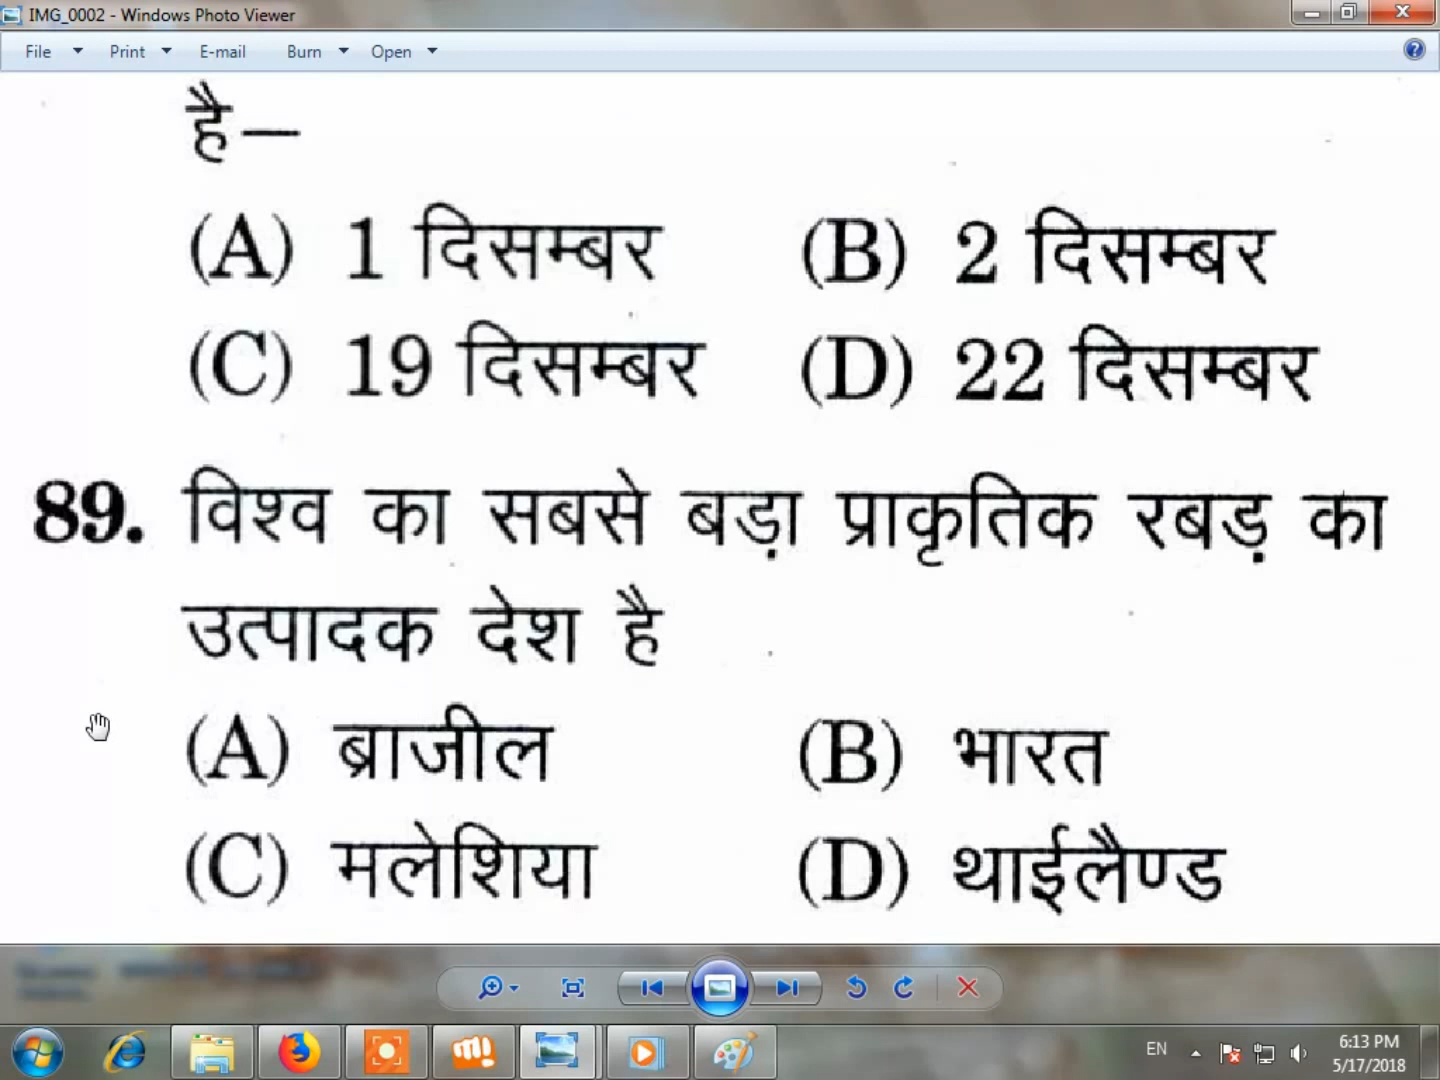 IMG_0002 - Windows Photo Viewer
File Print E-mail Burn Open
है—
(A) 1 दिसम्बर (B) 2 दिसम्बर
(C) 19 दिसम्बर (D) 22 दिसम्बर
89. विश्व का सबसे बड़ा प्राकृतिक रबड़ का
उत्पादक देश है
(A) ब्राजील (B) भारत
(C) मलेशिया (D) थाईलैण्ड
EN 6:13 PM
5/17/2018